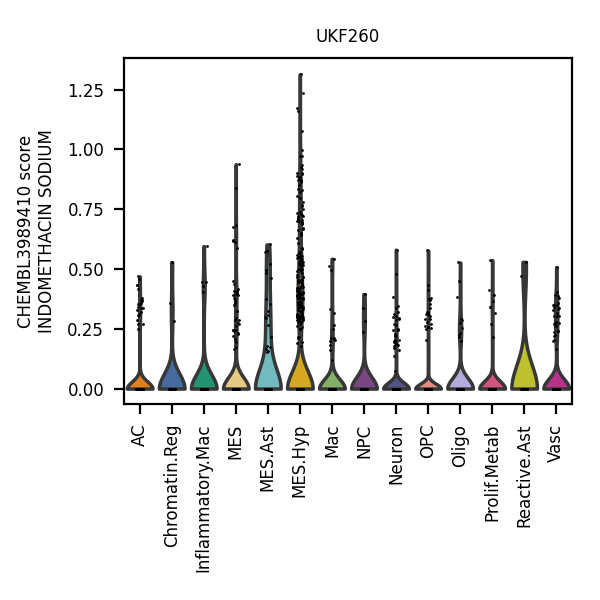 UKF260
CHEMBL3989410 score
INDOMETHACIN SODIUM
1.25
1.00
0.75
0.50
0.25
0.00
AC
Chromatin.Reg
Inflammatory.Mac
MES
MES.Ast
MES.Hyp
Mac
NPC
Neuron
OPC
Oligo
Prolif.Metab
Reactive.Ast
Vasc